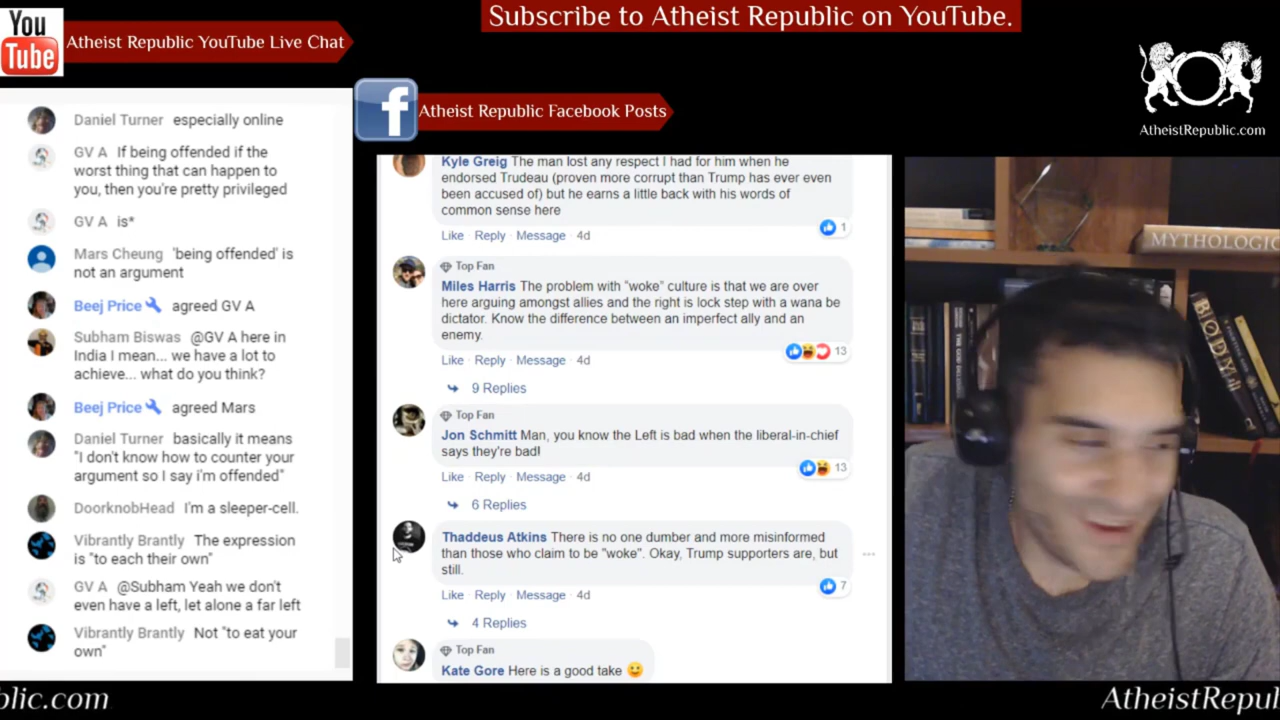 You
Tube
Atheist Republic YouTube Live Chat
Subscribe to Atheist Republic on YouTube.
AtheistRepublic.com
Atheist Republic Facebook Posts
Daniel Turner especially online
GV A If being offended if the
worst thing that can happen to
you, then you're pretty privileged
GV A is*
Mars Cheung 'being offended' is
not an argument
Beej Price agreed GV A
Subham Biswas @GV A here in
India I mean... we have a lot to
achieve... what do you think?
Beej Price agreed Mars
Daniel Turner basically it means
"I don't know how to counter your
argument so I say i'm offended"
DoorknobHead I'm a sleeper-cell.
Vibrantly Brantly The expression
is "to each their own"
GV A @Subham Yeah we don't
even have a left, let alone a far left
Vibrantly Brantly Not "to eat your
own"
Kyle Greig The man lost any respect I had for him when he
endorsed Trudeau (proven more corrupt than Trump has ever even
been accused of) but he earns a little back with his words of
common sense here
1
Like · Reply · Message · 4d
Top Fan
Miles Harris The problem with "woke" culture is that we are over
here arguing amongst allies and the right is lock step with a wana be
dictator. Know the difference between an imperfect ally and an
enemy.
13
Like · Reply · Message · 4d
9 Replies
Top Fan
Jon Schmitt Man, you know the Left is bad when the liberal-in-chief
says they're bad!
13
Like · Reply · Message · 4d
6 Replies
Thaddeus Atkins There is no one dumber and more misinformed
than those who claim to be "woke". Okay, Trump supporters are, but
still.
7
Like · Reply · Message · 4d
4 Replies
Top Fan
Kate Gore Here is a good take
MYTHOLOGIC
THE GOD DELUSION
blic.com
AtheistRepul